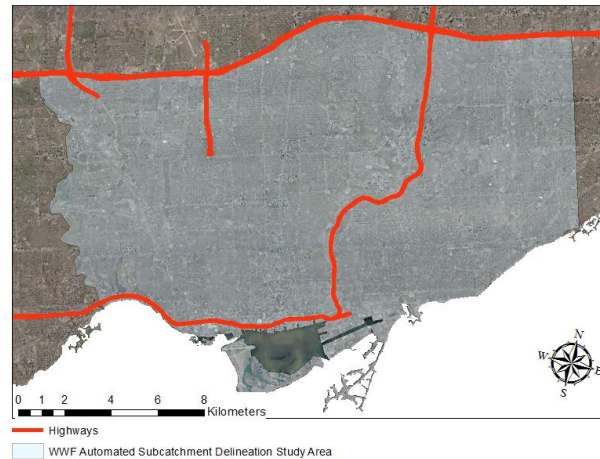 N
W
E
S
0 1 2 4 6 8
Kilometers
Highways
WWF Automated Subcatchment Delineation Study Area